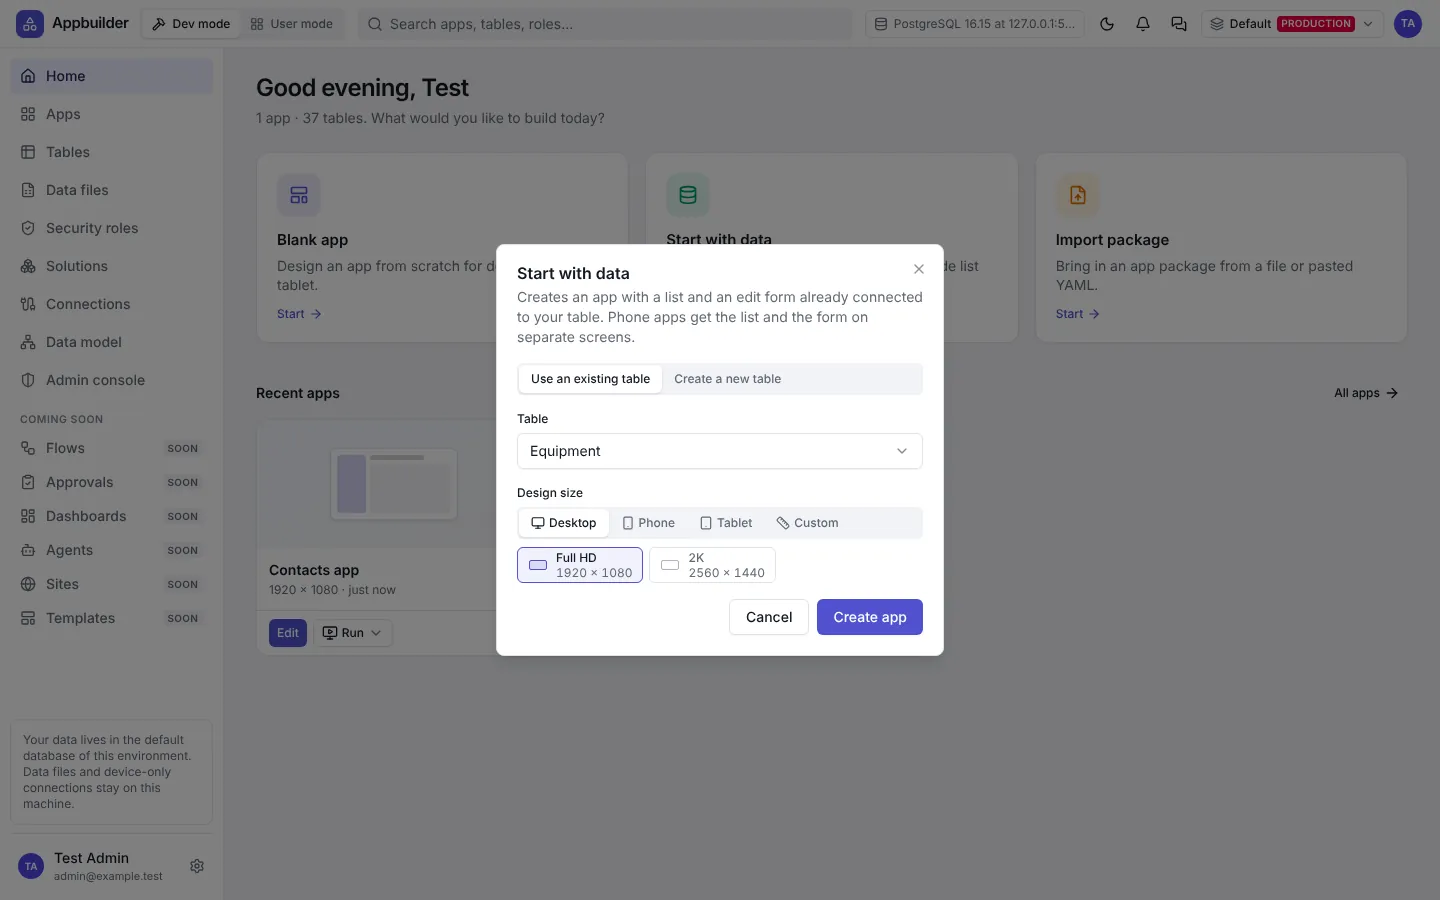 Appbuilder
Dev mode
User mode
Search apps, tables, roles...
PostgreSQL 16.15 at 127.0.0.1:5...
Default
PRODUCTION
TA
Home
Apps
Tables
Data files
Security roles
Solutions
Connections
Data model
Admin console
COMING SOON
Flows SOON
Approvals SOON
Dashboards SOON
Agents SOON
Sites SOON
Templates SOON
Your data lives in the default
database of this environment.
Data files and device-only
connections stay on this
machine.
TA
Test Admin
admin@example.test
Good evening, Test
1 app · 37 tables. What would you like to build today?
Blank app
Design an app from scratch for d
tablet.
Start
Start with data
de list
Import package
Bring in an app package from a file or pasted
YAML.
Start
Recent apps
All apps
Contacts app
1920 × 1080 · just now
Edit
Run
Start with data
Creates an app with a list and an edit form already connected
to your table. Phone apps get the list and the form on
separate screens.
Use an existing table
Create a new table
Table
Equipment
Design size
Desktop
Phone
Tablet
Custom
Full HD
1920 × 1080
2K
2560 × 1440
Cancel
Create app